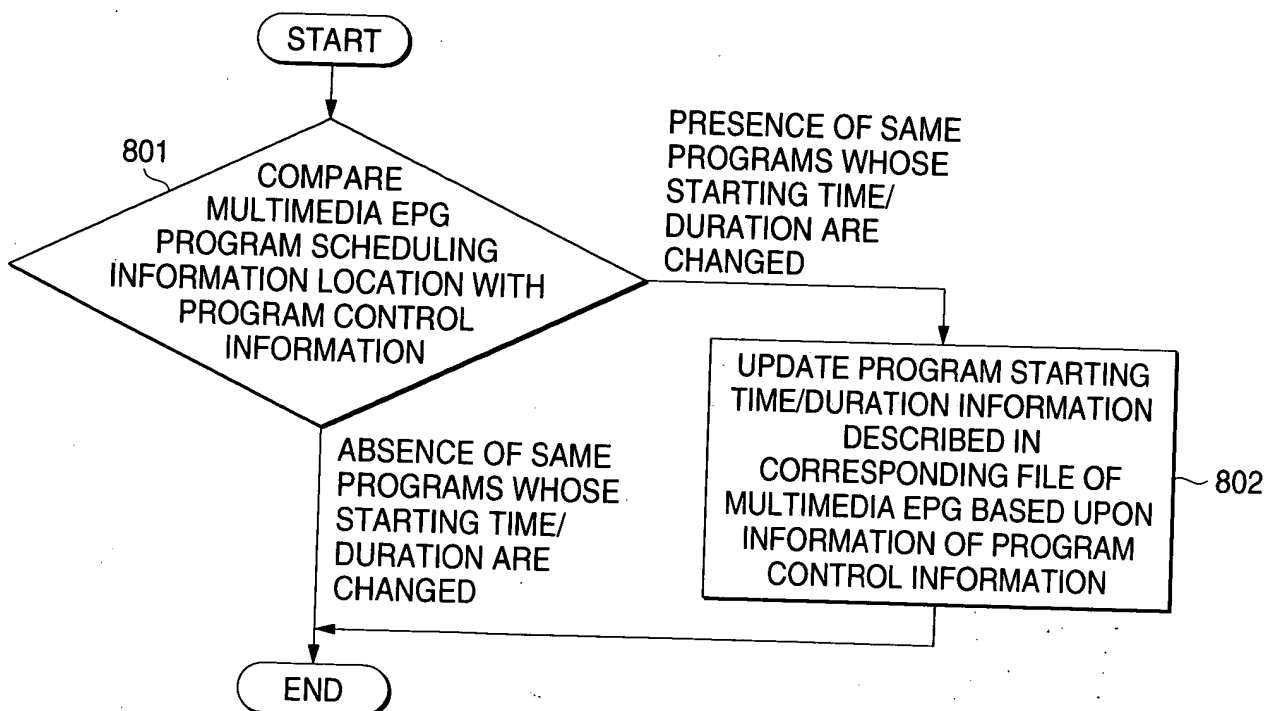 START
801
COMPARE
MULTIMEDIA EPG
PROGRAM SCHEDULING
INFORMATION LOCATION WITH
PROGRAM CONTROL
INFORMATION
PRESENCE OF SAME
PROGRAMS WHOSE
STARTING TIME/
DURATION ARE
CHANGED
UPDATE PROGRAM STARTING
TIME/DURATION INFORMATION
DESCRIBED IN
CORRESPONDING FILE OF
MULTIMEDIA EPG BASED UPON
INFORMATION OF PROGRAM
CONTROL INFORMATION
802
ABSENCE OF SAME
PROGRAMS WHOSE
STARTING TIME/
DURATION ARE
CHANGED
END